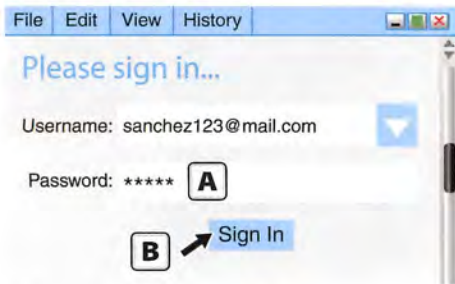 File Edit View History
Please sign in...
Username: sanchez123@mail.com
Password: ***** A
Sign In
B